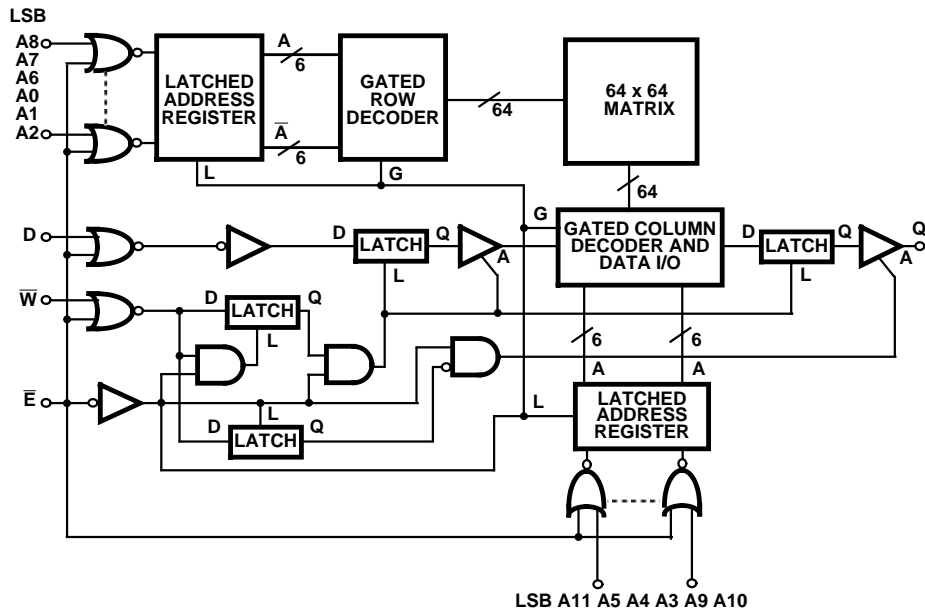 LSB
A8
A7
A6
A0
A1
A2
LATCHED
ADDRESS
REGISTER
A
6
A̅
6
GATED
ROW
DECODER
64
64 x 64
MATRIX
L
G
64
D
D
LATCH
Q
L
A
G
GATED COLUMN
DECODER AND
DATA I/O
D
LATCH
Q
L
A
Q
W̅
D
LATCH
Q
L
6
A
6
A
E̅
L
D
LATCH
Q
L
LATCHED
ADDRESS
REGISTER
LSB A11 A5 A4 A3 A9 A10